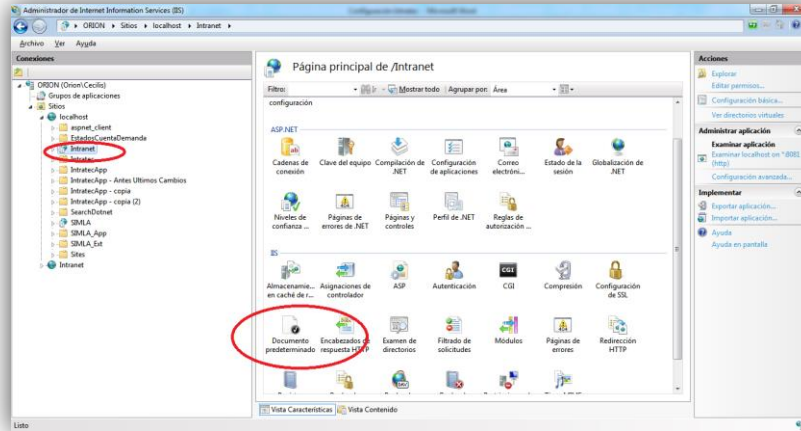 Administrador de Internet Information Services (IIS)
ORION ▸ Sitios ▸ localhost ▸ Intranet ▸
Archivo Ver Ayuda
Conexiones
ORION (Orion\Cecilis)
Grupos de aplicaciones
Sitios
localhost
aspnet_client
EstadosCuentaDemanda
Intranet
Intratec
IntratecApp
IntratecApp - Antes Ultimos Cambios
IntratecApp - copia
IntratecApp - copia (2)
SearchDotnet
SIMLA
SIMLA_App
SIMLA_Ext
Sites
Intranet
Página principal de /Intranet
Filtro: Ir Mostrar todo Agrupar por: Área
configuración
ASP.NET
Cadenas de conexión
Clave del equipo
Compilación de .NET
Configuración de aplicaciones
Correo electróni...
Estado de la sesión
Globalización de .NET
Niveles de confianza ...
Páginas de errores de .NET
Páginas y controles
Perfil de .NET
Reglas de autorización ...
IIS
Almacenamie... en caché de r...
Asignaciones de controlador
ASP
Autenticación
CGI
Compresión
Configuración de SSL
Documento predeterminado
Encabezados de respuesta HTTP
Examen de directorios
Filtrado de solicitudes
Módulos
Páginas de errores
Redirección HTTP
Vista Características Vista Contenido
Acciones
Explorar
Editar permisos...
Configuración básica...
Ver directorios virtuales
Administrar aplicación
Examinar aplicación
Examinar localhost en *:8081 (http)
Configuración avanzada...
Implementar
Exportar aplicación...
Importar aplicación...
Ayuda
Ayuda en pantalla
Listo